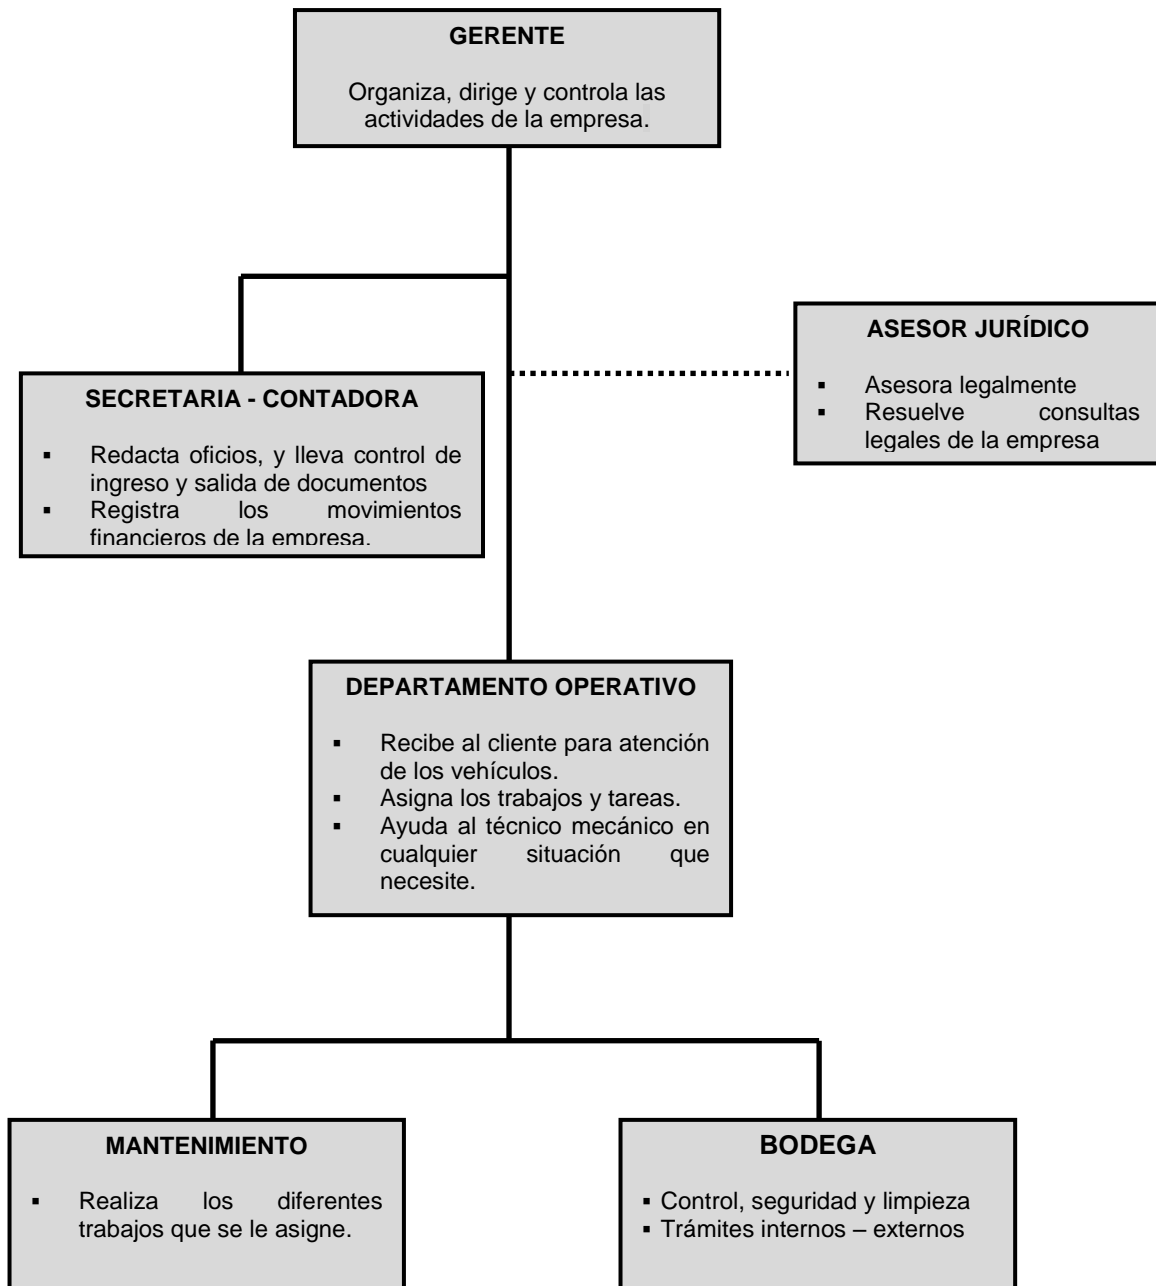 GERENTE
Organiza, dirige y controla las
actividades de la empresa.
ASESOR JURÍDICO
▪ Asesora legalmente
▪ Resuelve consultas
legales de la empresa
SECRETARIA - CONTADORA
▪ Redacta oficios, y lleva control de
ingreso y salida de documentos
▪ Registra los movimientos
financieros de la empresa.
DEPARTAMENTO OPERATIVO
▪ Recibe al cliente para atención
de los vehículos.
▪ Asigna los trabajos y tareas.
▪ Ayuda al técnico mecánico en
cualquier situación que
necesite.
MANTENIMIENTO
▪ Realiza los diferentes
trabajos que se le asigne.
BODEGA
▪ Control, seguridad y limpieza
▪ Trámites internos – externos